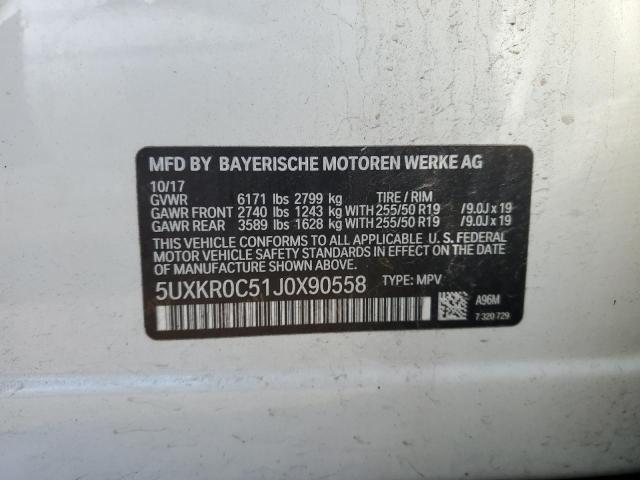 MFD BY BAYERISCHE MOTOREN WERKE AG
10/17
GVWR 6171 lbs 2799 kg TIRE / RIM
GAWR FRONT 2740 lbs 1243 kg WITH 255/50 R19 /9.0J x 19
GAWR REAR 3589 lbs 1628 kg WITH 255/50 R19 /9.0J x 19
THIS VEHICLE CONFORMS TO ALL APPLICABLE U.S. FEDERAL
MOTOR VEHICLE SAFETY STANDARDS IN EFFECT ON THE DATE
OF MANUFACTURE SHOWN ABOVE.
5UXKR0C51J0X90558 TYPE: MPV
A96M
7 320 729